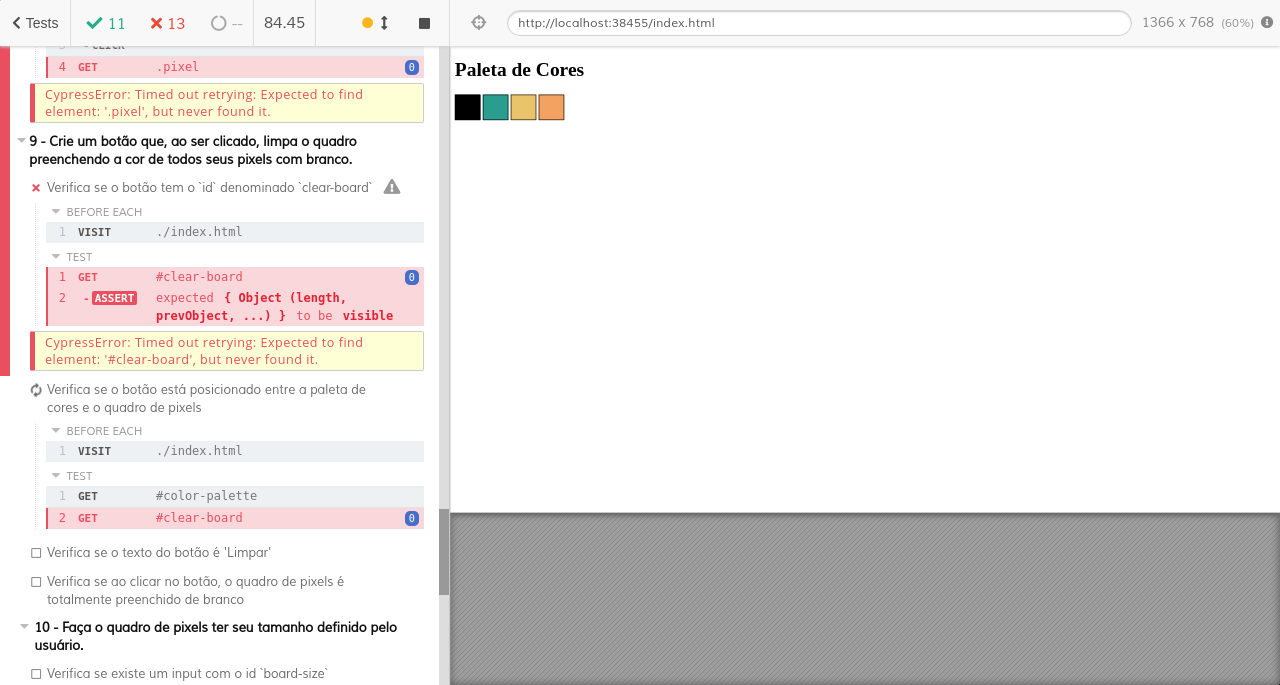 Tests 11 13 -- 84.45
http://localhost:38455/index.html 1366 x 768 (60%)
3 - CLICK
4 GET .pixel 0
CypressError: Timed out retrying: Expected to find
element: '.pixel', but never found it.
9 - Crie um botão que, ao ser clicado, limpa o quadro
preenchendo a cor de todos seus pixels com branco.
Verifica se o botão tem o `id` denominado `clear-board`
BEFORE EACH
1 VISIT ./index.html
TEST
1 GET #clear-board 0
2 - ASSERT expected { Object (length,
prevObject, ...) } to be visible
CypressError: Timed out retrying: Expected to find
element: '#clear-board', but never found it.
Verifica se o botão está posicionado entre a paleta de
cores e o quadro de pixels
BEFORE EACH
1 VISIT ./index.html
TEST
1 GET #color-palette
2 GET #clear-board 0
Verifica se o texto do botão é 'Limpar'
Verifica se ao clicar no botão, o quadro de pixels é
totalmente preenchido de branco
10 - Faça o quadro de pixels ter seu tamanho definido pelo
usuário.
Verifica se existe um input com o id `board-size`
Paleta de Cores